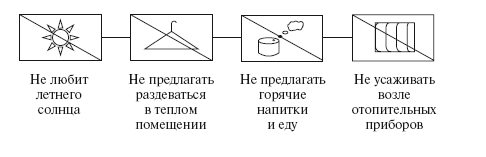 Не любит
летнего
солнца
Не предлагать
раздеваться
в теплом
помещении
Не предлагать
горячие
напитки
и еду
Не усаживать
возле
отопительных
приборов